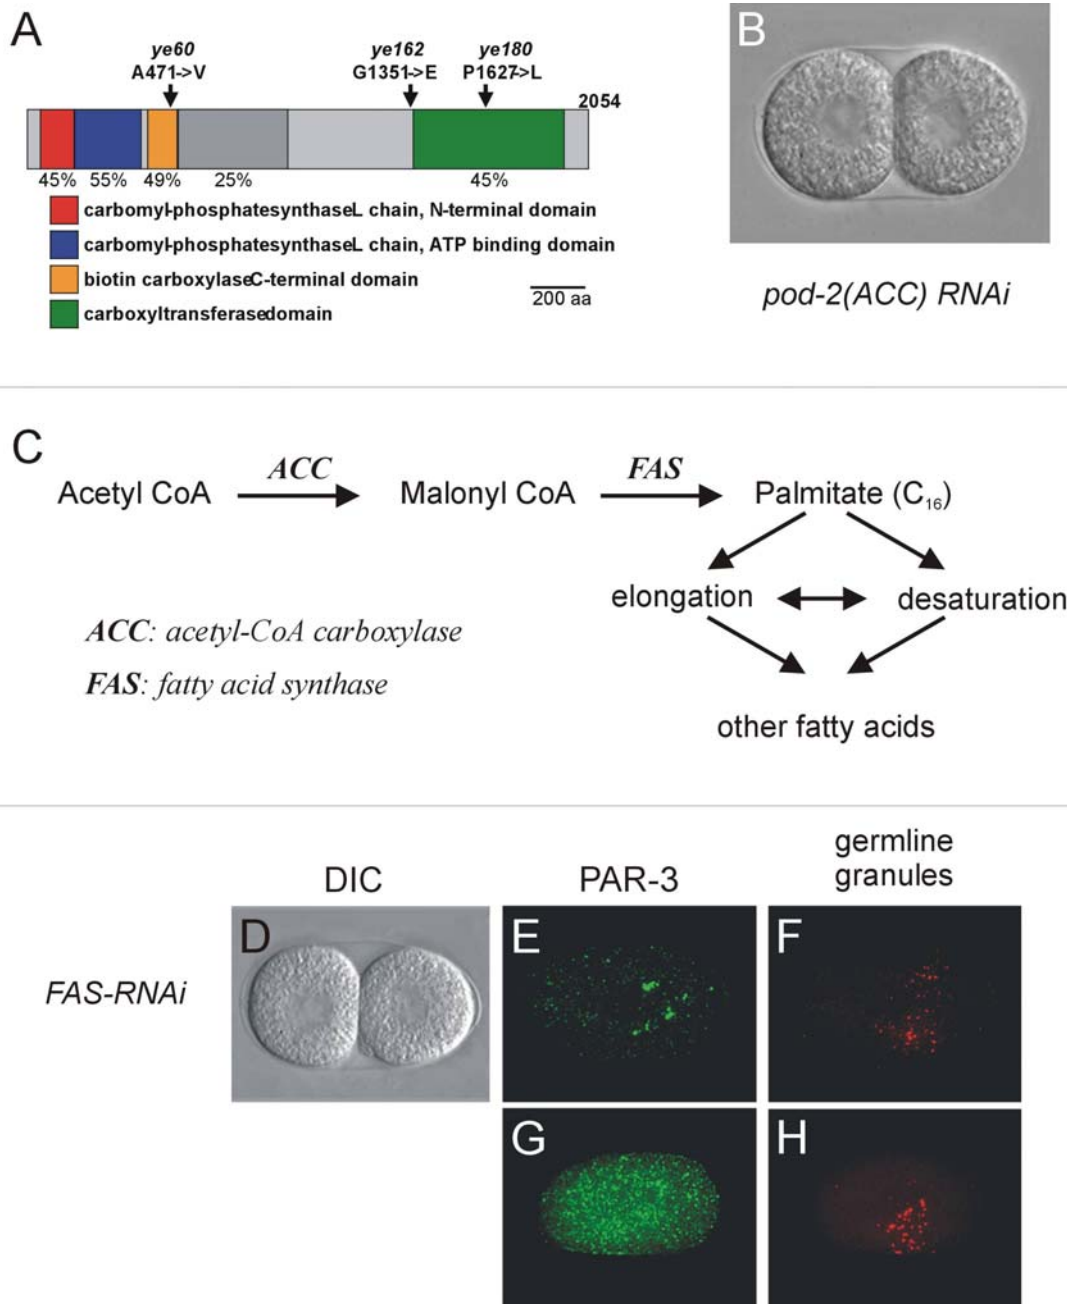 A
ye60 ye162 ye180
A471->V G1351->E P1627->L
2054
45% 55% 49% 25% 45%
carbomyl-phosphatesynthaseL chain, N-terminal domain
carbomyl-phosphatesynthaseL chain, ATP binding domain
biotin carboxylaseC-terminal domain
carboxyltransferasedomain
200 aa
B
pod-2(ACC) RNAi
C
ACC FAS
Acetyl CoA Malonyl CoA Palmitate (C16)
elongation desaturation
ACC: acetyl-CoA carboxylase
FAS: fatty acid synthase
other fatty acids
germline
DIC PAR-3 granules
D E F
FAS-RNAi
G H